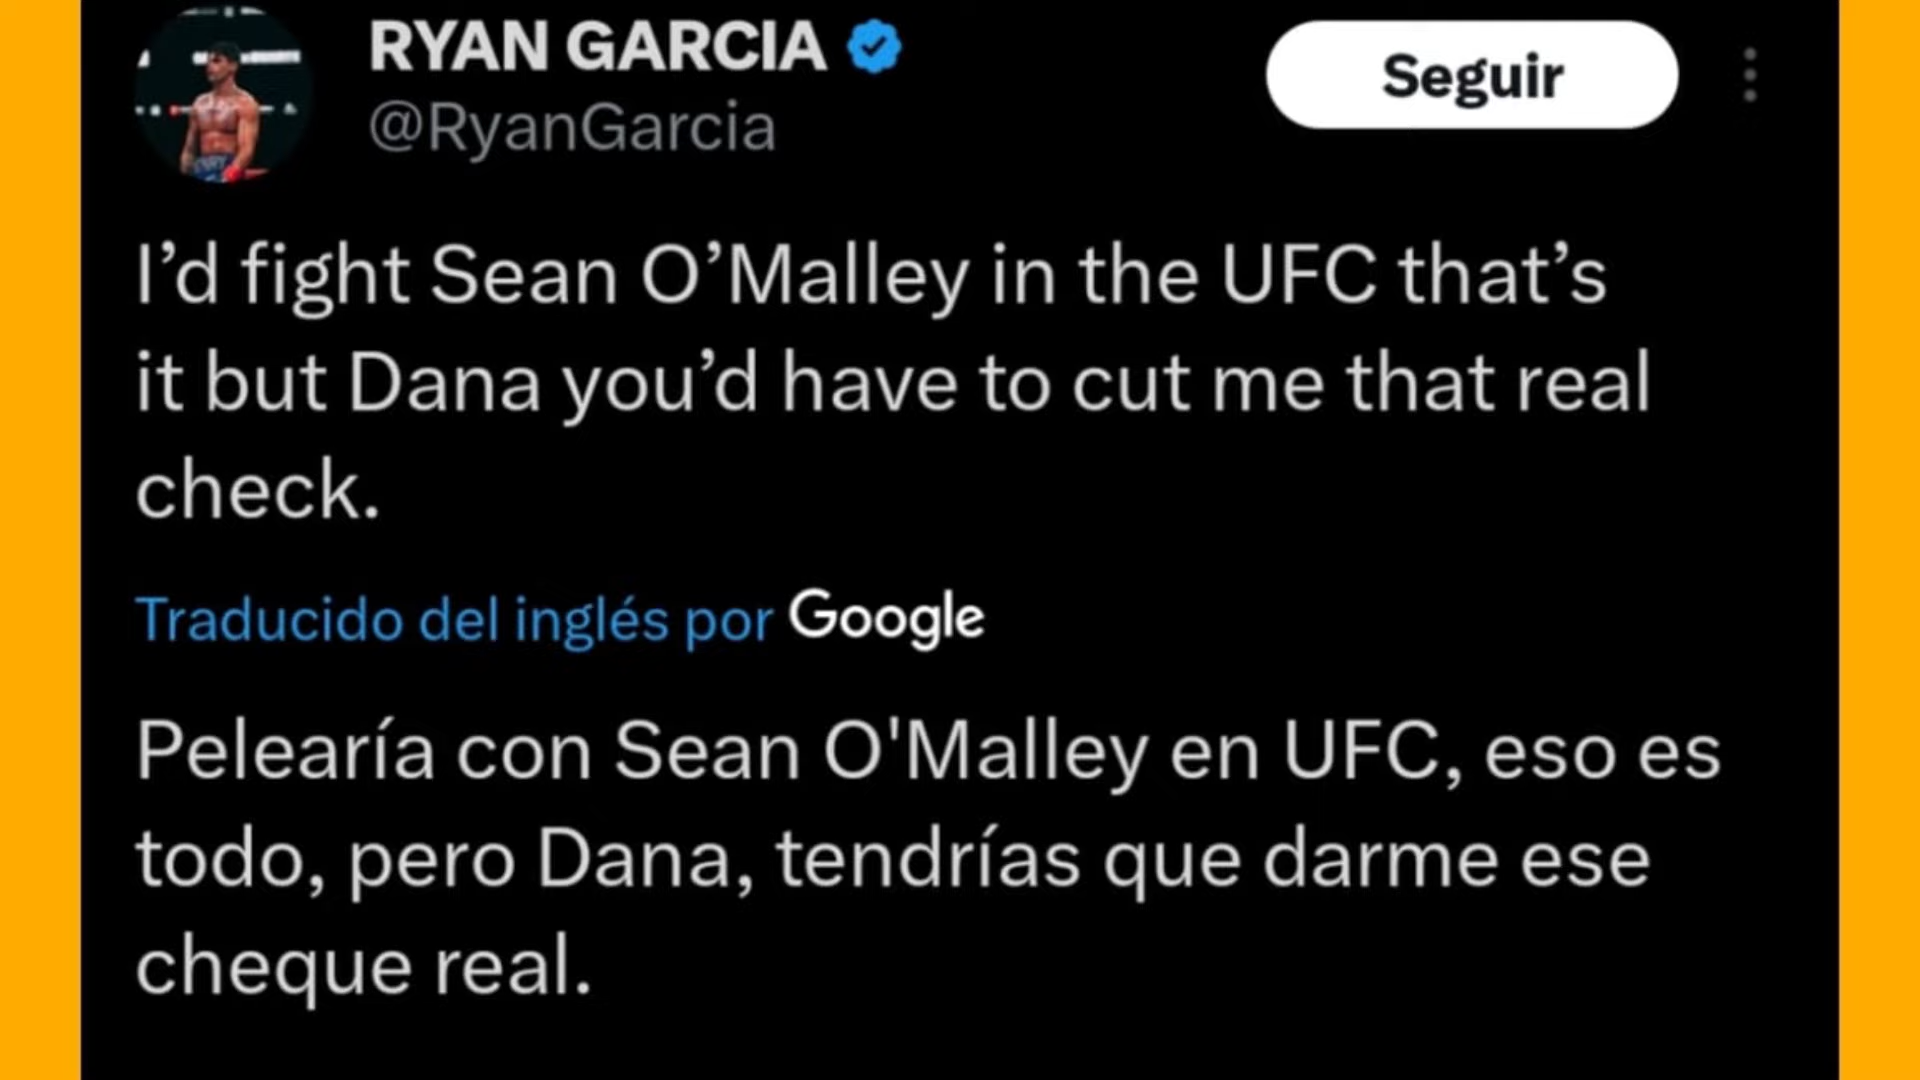 RYAN GARCIA
@RyanGarcia
Seguir
I’d fight Sean O’Malley in the UFC that’s
it but Dana you’d have to cut me that real
check.
Traducido del inglés por Google
Pelearía con Sean O'Malley en UFC, eso es
todo, pero Dana, tendrías que darme ese
cheque real.